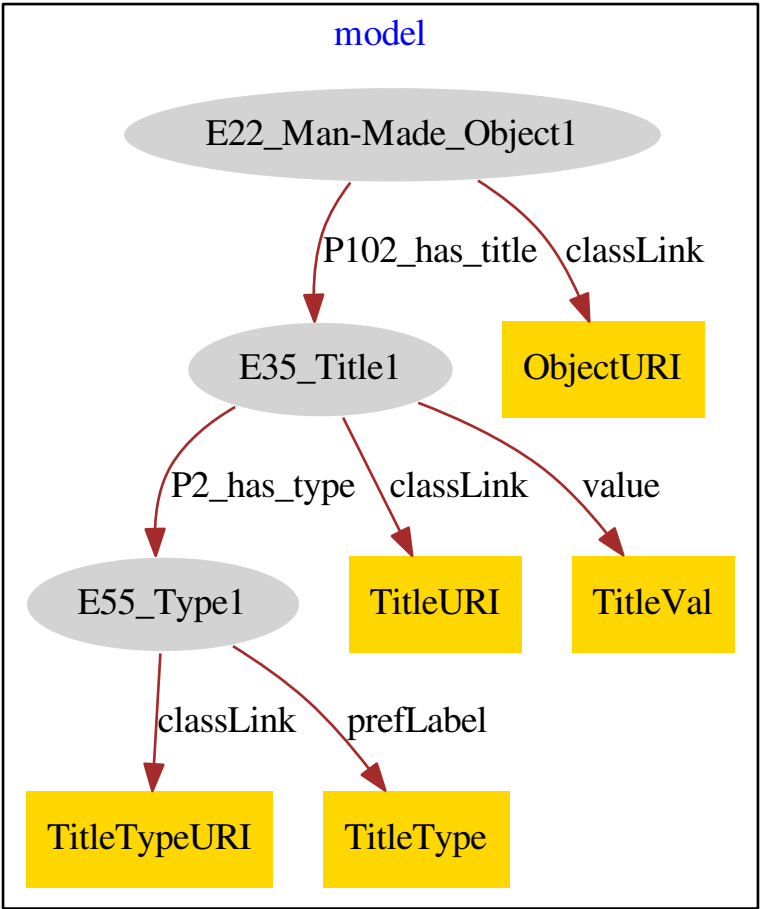 model
E22_Man-Made_Object1
P102_has_title classLink
E35_Title1 ObjectURI
P2_has_type classLink value
E55_Type1 TitleURI TitleVal
classLink prefLabel
TitleTypeURI TitleType